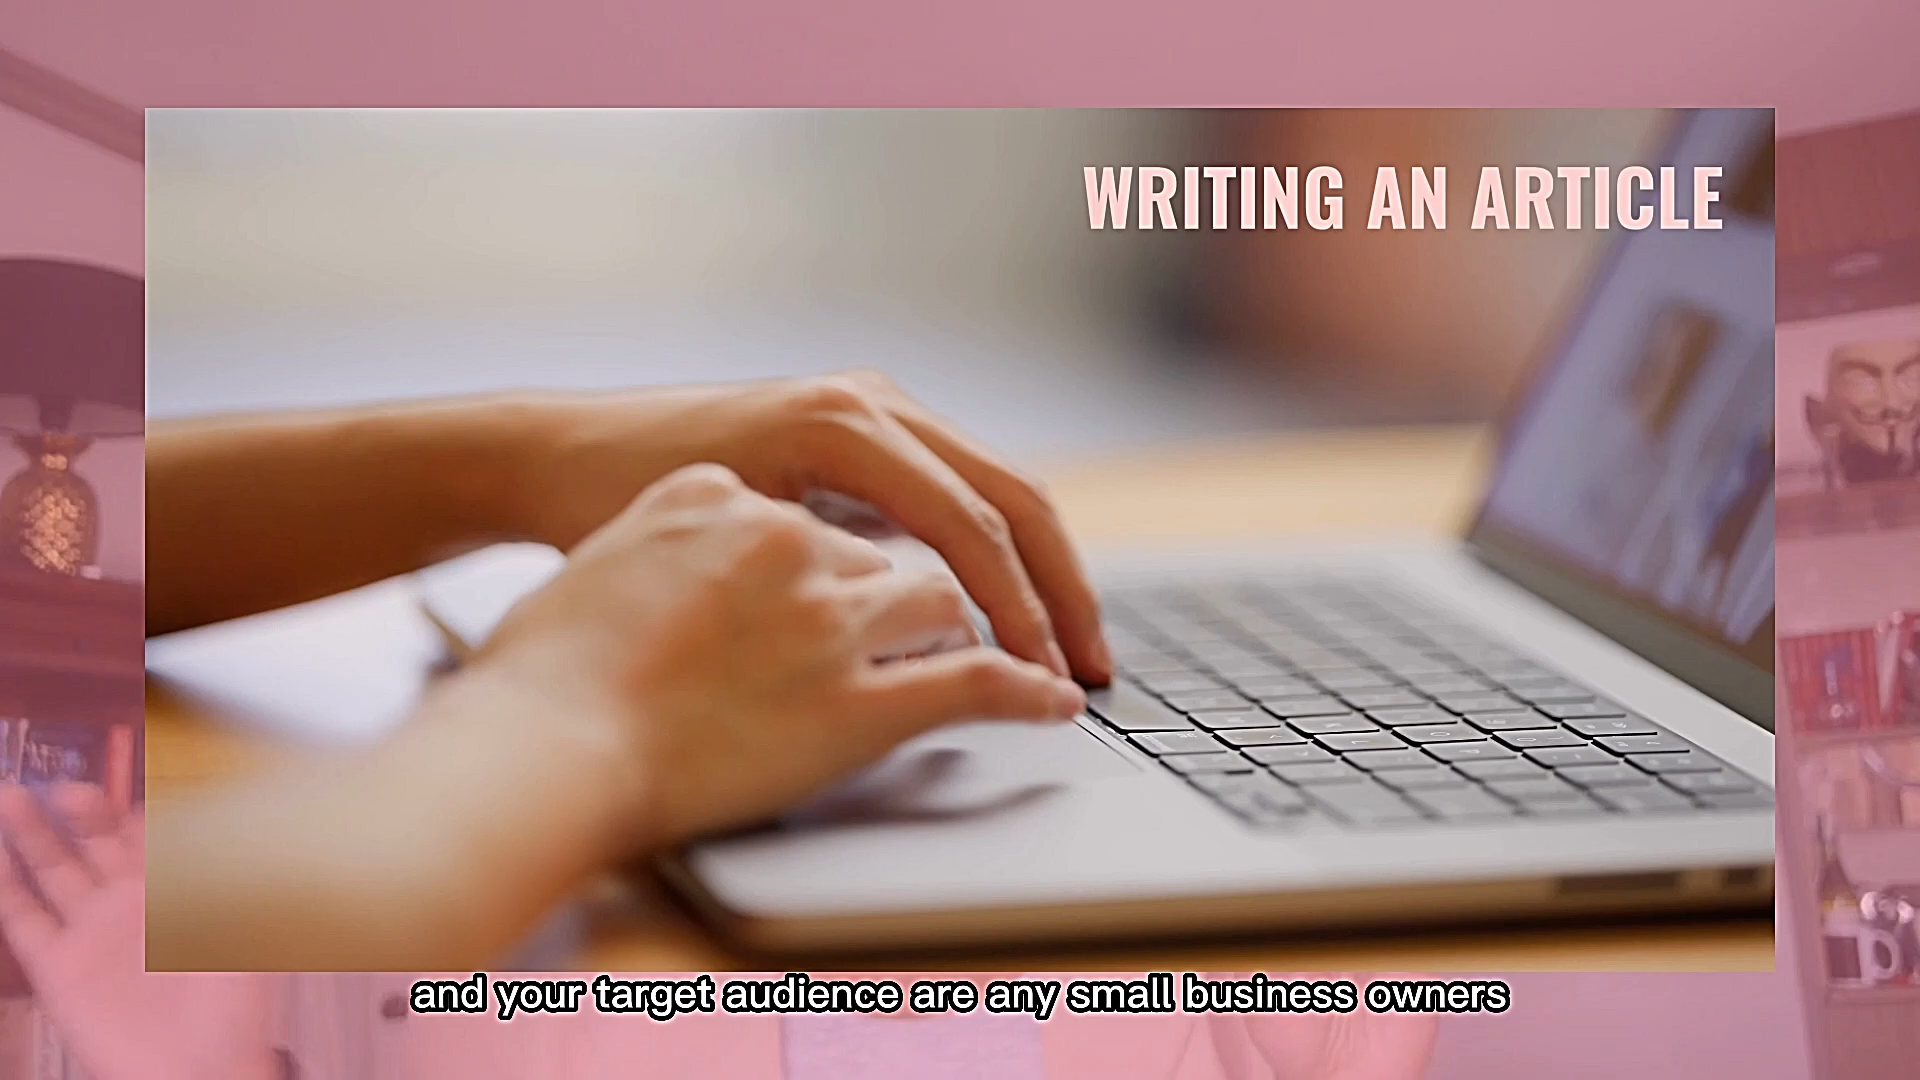 WRITING AN ARTICLE
and your target audience are any small business owners